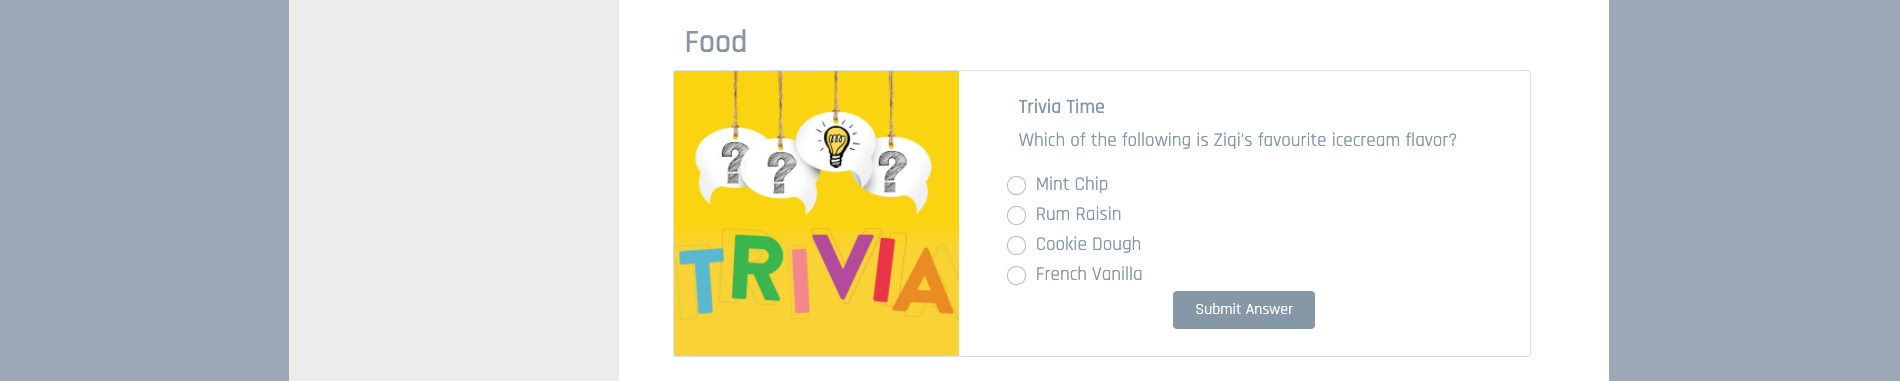 Food
Trivia Time
Which of the following is Ziqi's favourite icecream flavor?
Mint Chip
Rum Raisin
Cookie Dough
French Vanilla
Submit Answer
? ? ?
TRIVIA